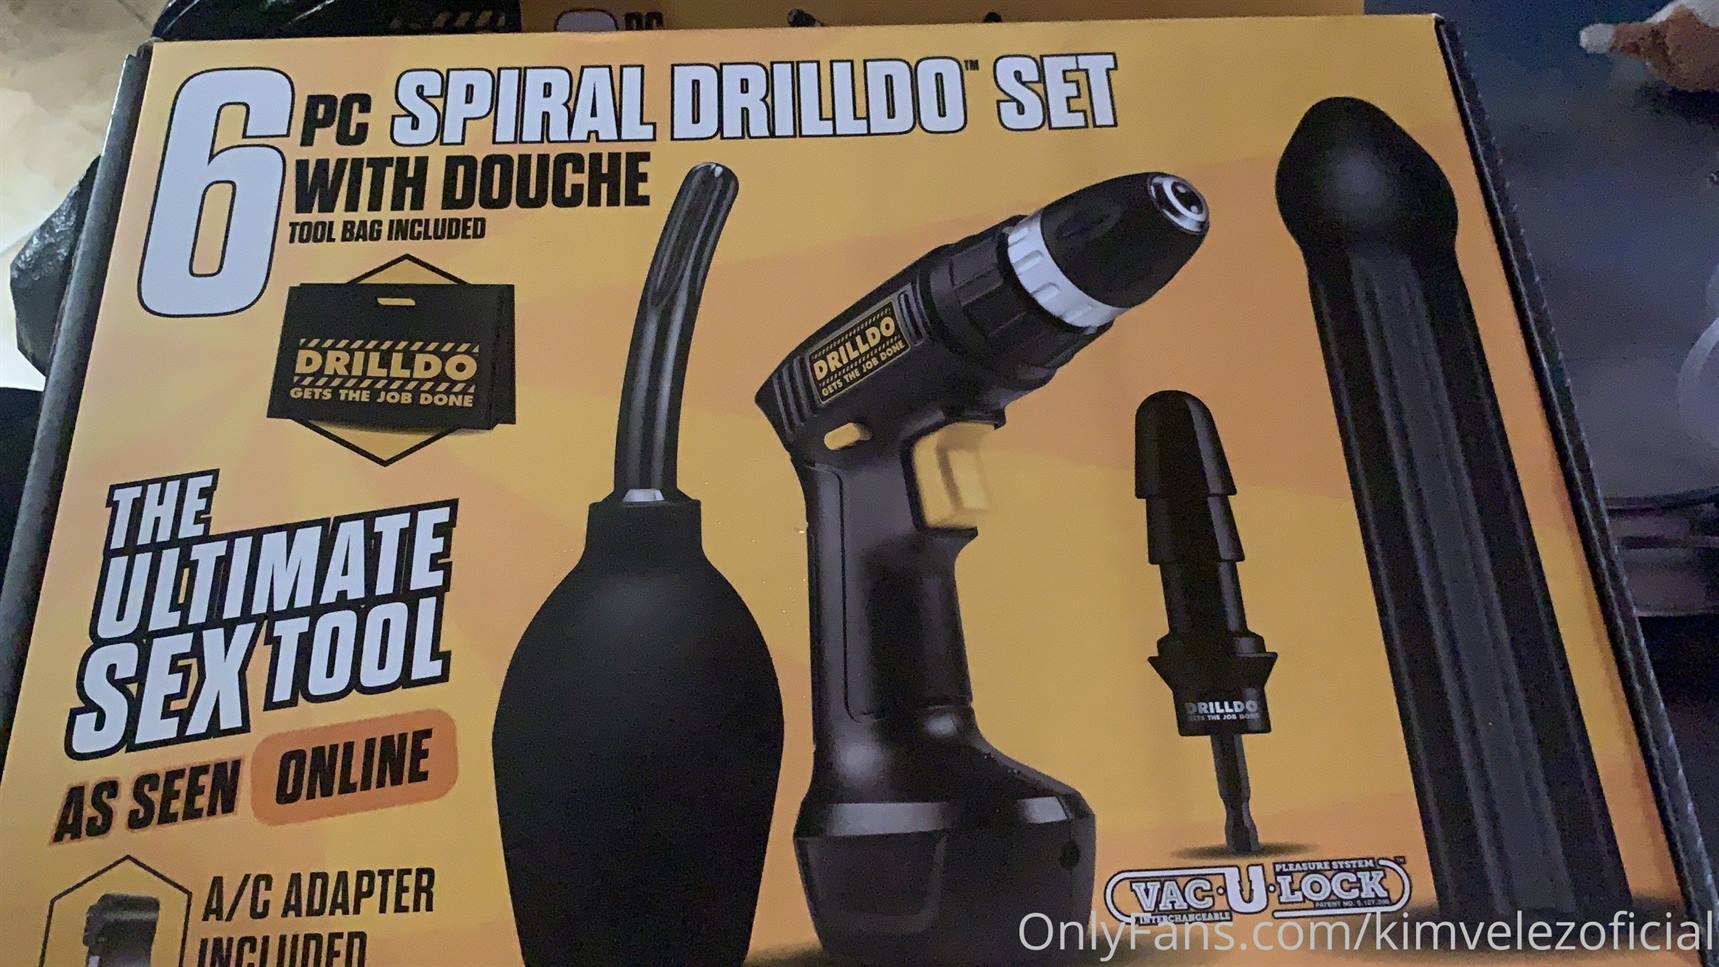 6 PC SPIRAL DRILLDO™ SET
WITH DOUCHE
TOOL BAG INCLUDED
DRILLDO
GETS THE JOB DONE
DRILLDO
GETS THE JOB DONE
THE
ULTIMATE
SEX TOOL
AS SEEN ONLINE
A/C ADAPTER
INCLUDED
DRILLDO
GETS THE JOB DONE
PLEASURE SYSTEM
VAC-U-LOCK™
INTERCHANGEABLE
OnlyFans.com/kimvelezoficial